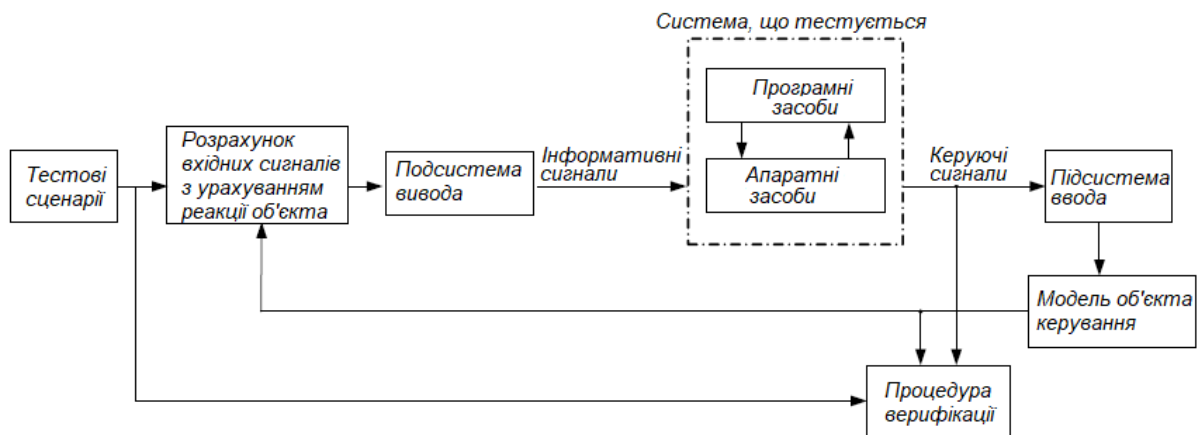 Система, що тестується
Програмні
засоби
Розрахунок
вхідних сигналів
з урахуванням
реакції об'єкта
Тестові
сценарії
Подсистема
вивода
Інформативні
сигнали
Апаратні
засоби
Керуючі
сигнали
Підсистема
ввода
Модель об'єкта
керування
Процедура
верифікації